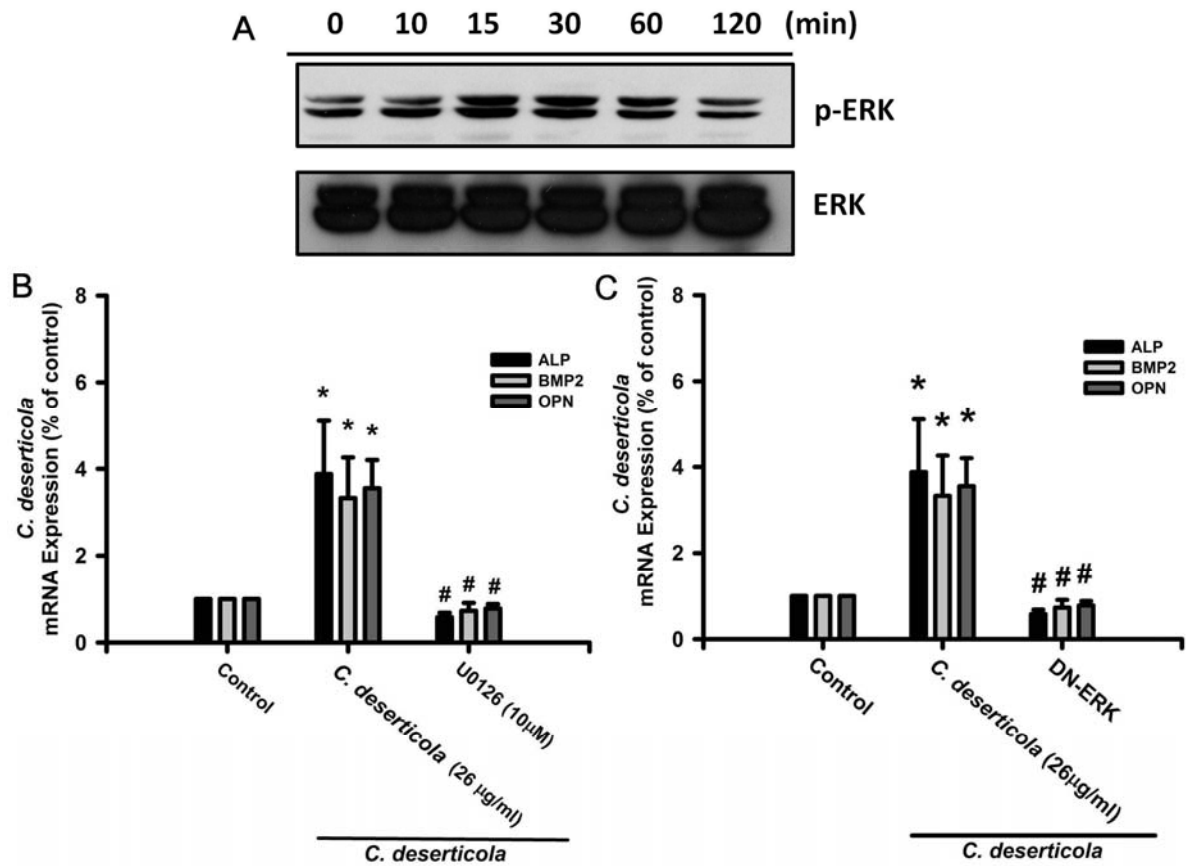 A
0 10 15 30 60 120 (min)
p-ERK
ERK
B
C. deserticola
mRNA Expression (% of control)
8
6
4
2
0
ALP
BMP2
OPN
* * *
# # #
Control
C. deserticola (26 µg/ml)
U0126 (10µM)
C. deserticola
C
C. deserticola
mRNA Expression (% of control)
8
6
4
2
0
ALP
BMP2
OPN
* * *
# # #
Control
C. deserticola (26µg/ml)
DN-ERK
C. deserticola